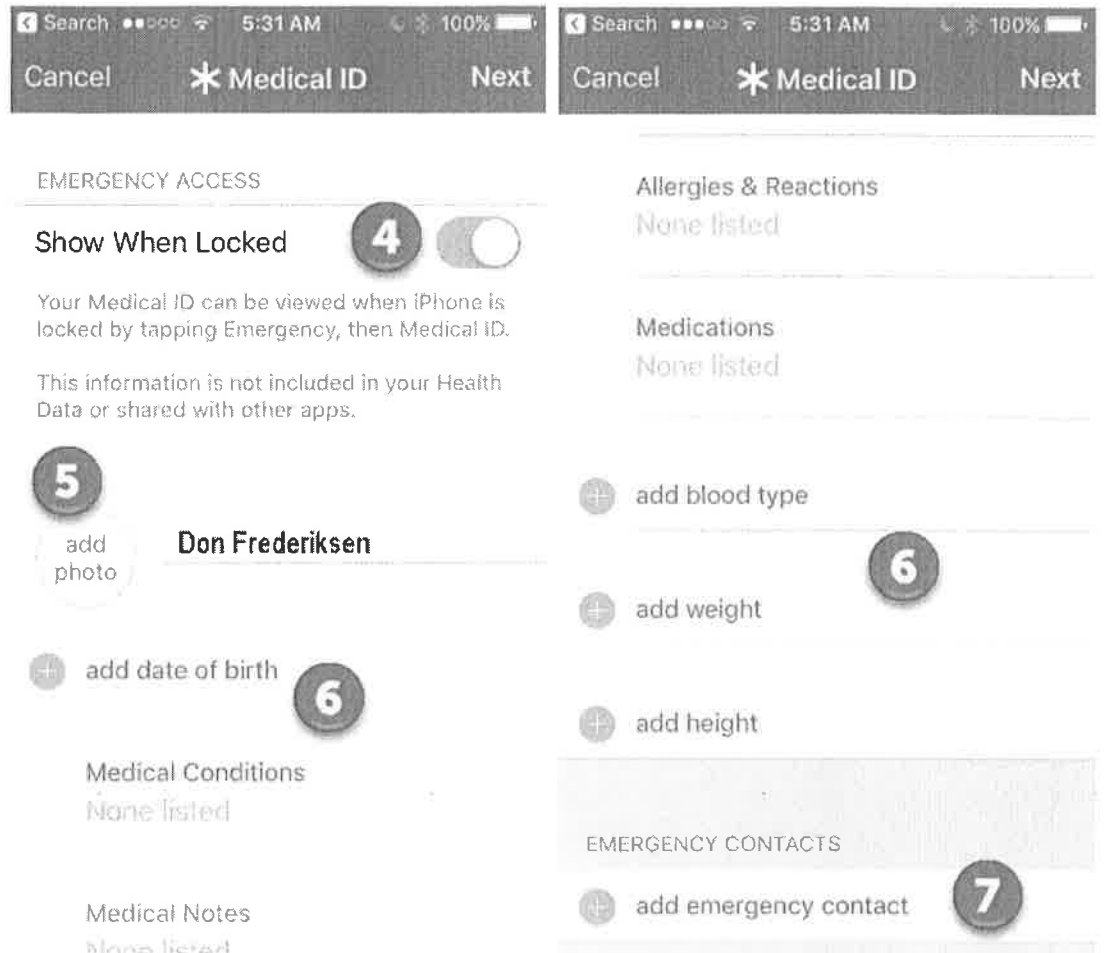 Search 5:31 AM 100%
Cancel Medical ID Next
EMERGENCY ACCESS
Show When Locked 4
Your Medical ID can be viewed when iPhone is
locked by tapping Emergency, then Medical ID.
This information is not included in your Health
Data or shared with other apps.
5
add
photo
Don Frederiksen
add date of birth
6
Medical Conditions
None listed
Medical Notes
None listed
Search 5:31 AM 100%
Cancel Medical ID Next
Allergies & Reactions
None listed
Medications
None listed
add blood type
6
add weight
add height
EMERGENCY CONTACTS
add emergency contact 7